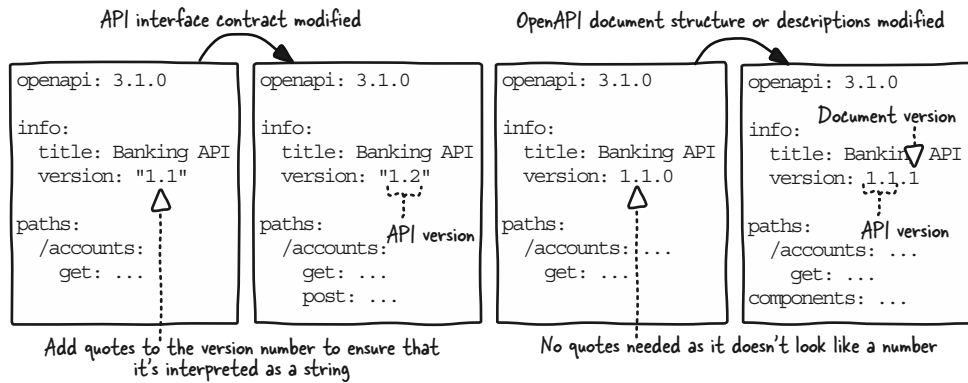 API interface contract modified
openapi: 3.1.0
info:
title: Banking API
version: "1.1"
paths:
/accounts:
get: ...
openapi: 3.1.0
info:
title: Banking API
version: "1.2"
API version
paths:
/accounts:
get: ...
post: ...
Add quotes to the version number to ensure that
it's interpreted as a string
OpenAPI document structure or descriptions modified
openapi: 3.1.0
info:
title: Banking API
version: 1.1.0
paths:
/accounts: ...
get: ...
openapi: 3.1.0
Document version
info:
title: Banking API
version: 1.1.1
API version
paths:
/accounts: ...
get: ...
components: ...
No quotes needed as it doesn't look like a number